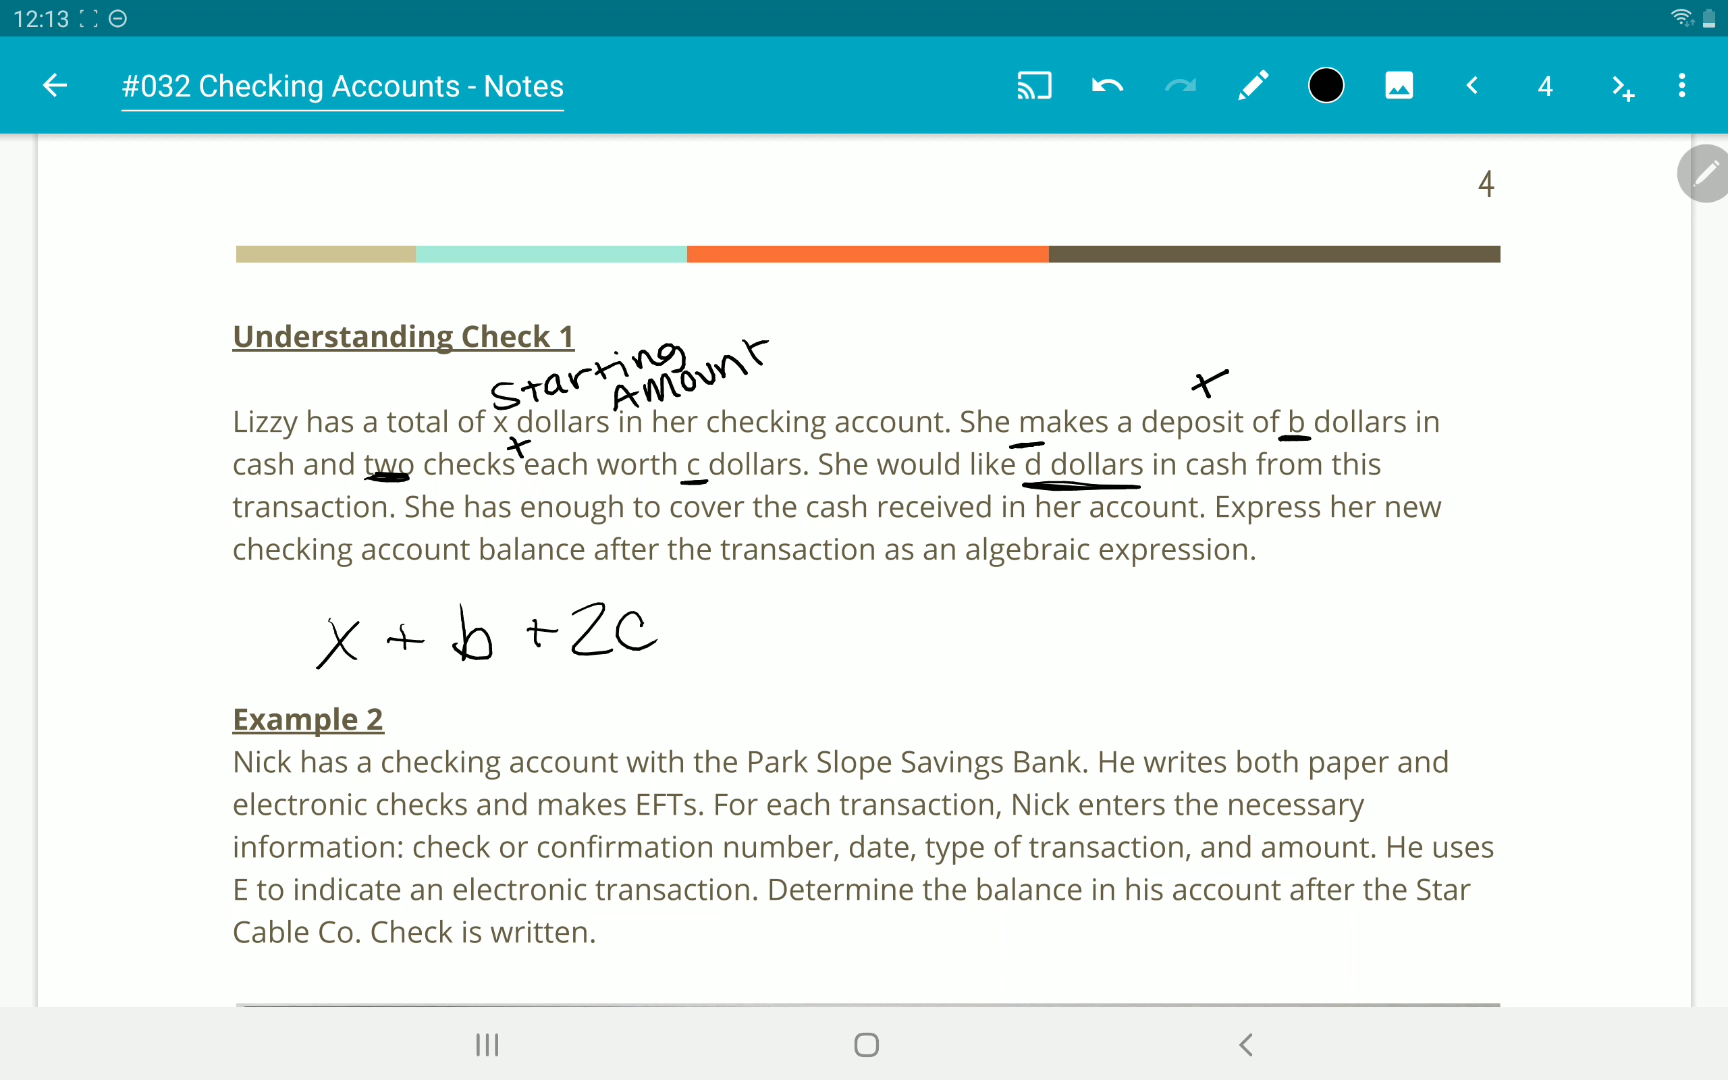 12:13
#032 Checking Accounts - Notes
4
4
Understanding Check 1
Starting
Amount
+
Lizzy has a total of x dollars in her checking account. She makes a deposit of b dollars in
+
cash and two checks each worth c dollars. She would like d dollars in cash from this
transaction. She has enough to cover the cash received in her account. Express her new
checking account balance after the transaction as an algebraic expression.
x + b + 2c
Example 2
Nick has a checking account with the Park Slope Savings Bank. He writes both paper and
electronic checks and makes EFTs. For each transaction, Nick enters the necessary
information: check or confirmation number, date, type of transaction, and amount. He uses
E to indicate an electronic transaction. Determine the balance in his account after the Star
Cable Co. Check is written.